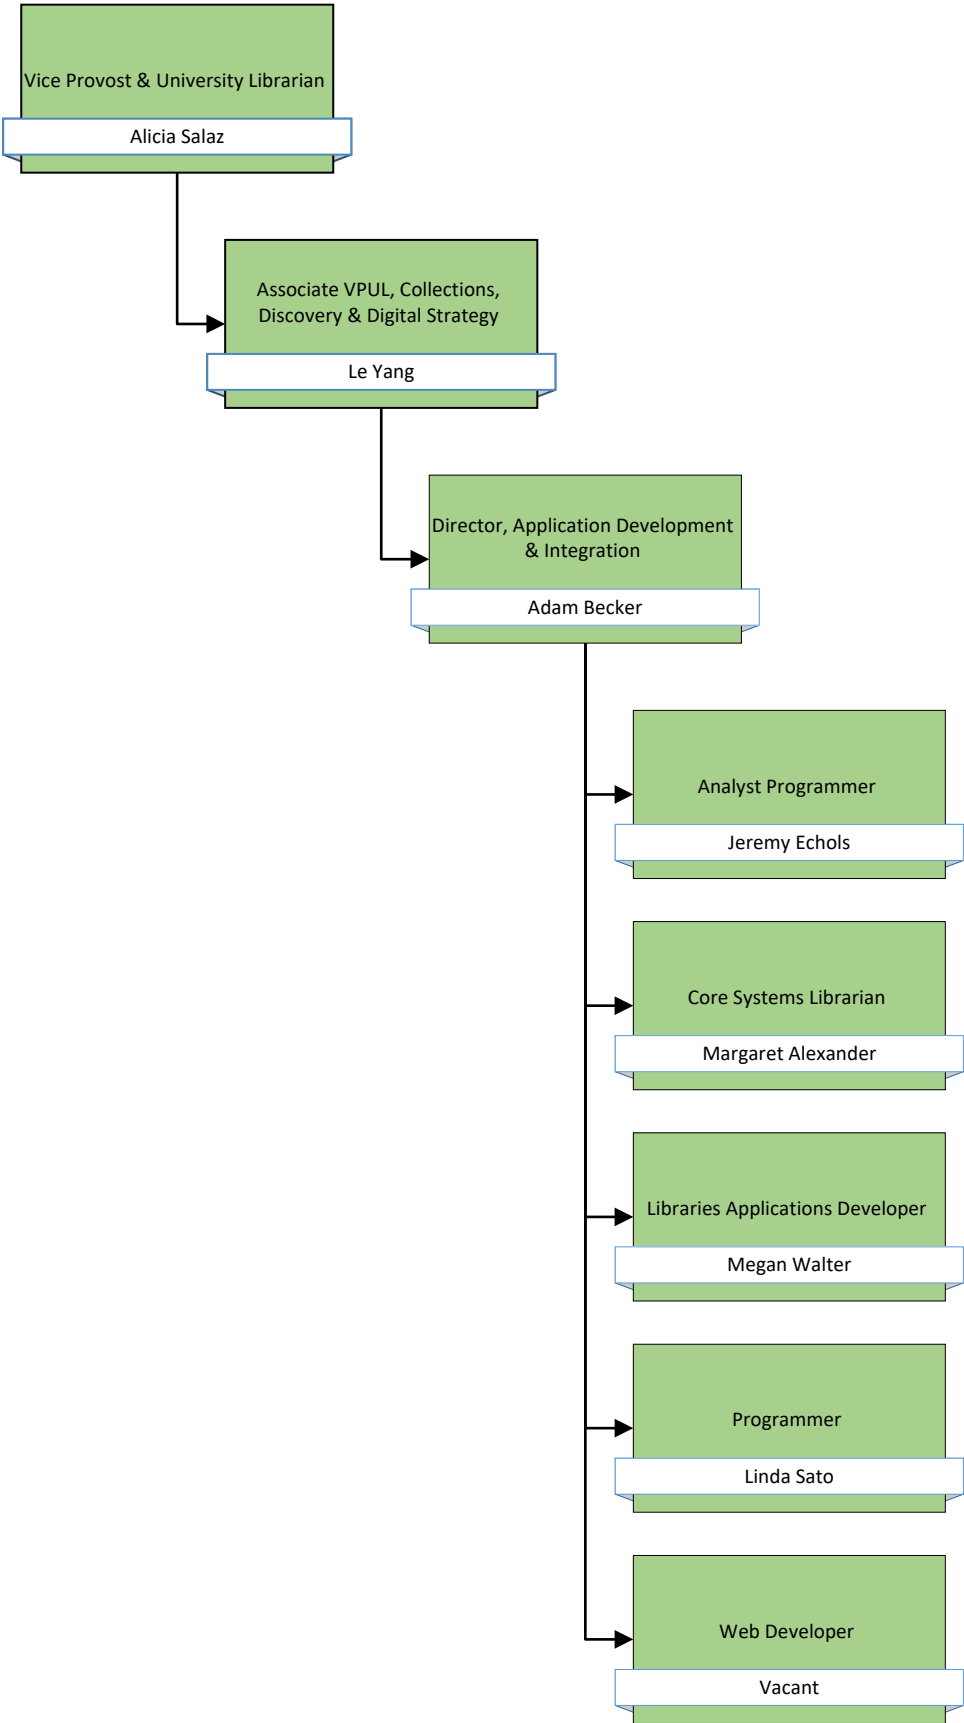 Vice Provost & University Librarian
Alicia Salaz
Associate VPUL, Collections,
Discovery & Digital Strategy
Le Yang
Director, Application Development
& Integration
Adam Becker
Analyst Programmer
Jeremy Echols
Core Systems Librarian
Margaret Alexander
Libraries Applications Developer
Megan Walter
Programmer
Linda Sato
Web Developer
Vacant